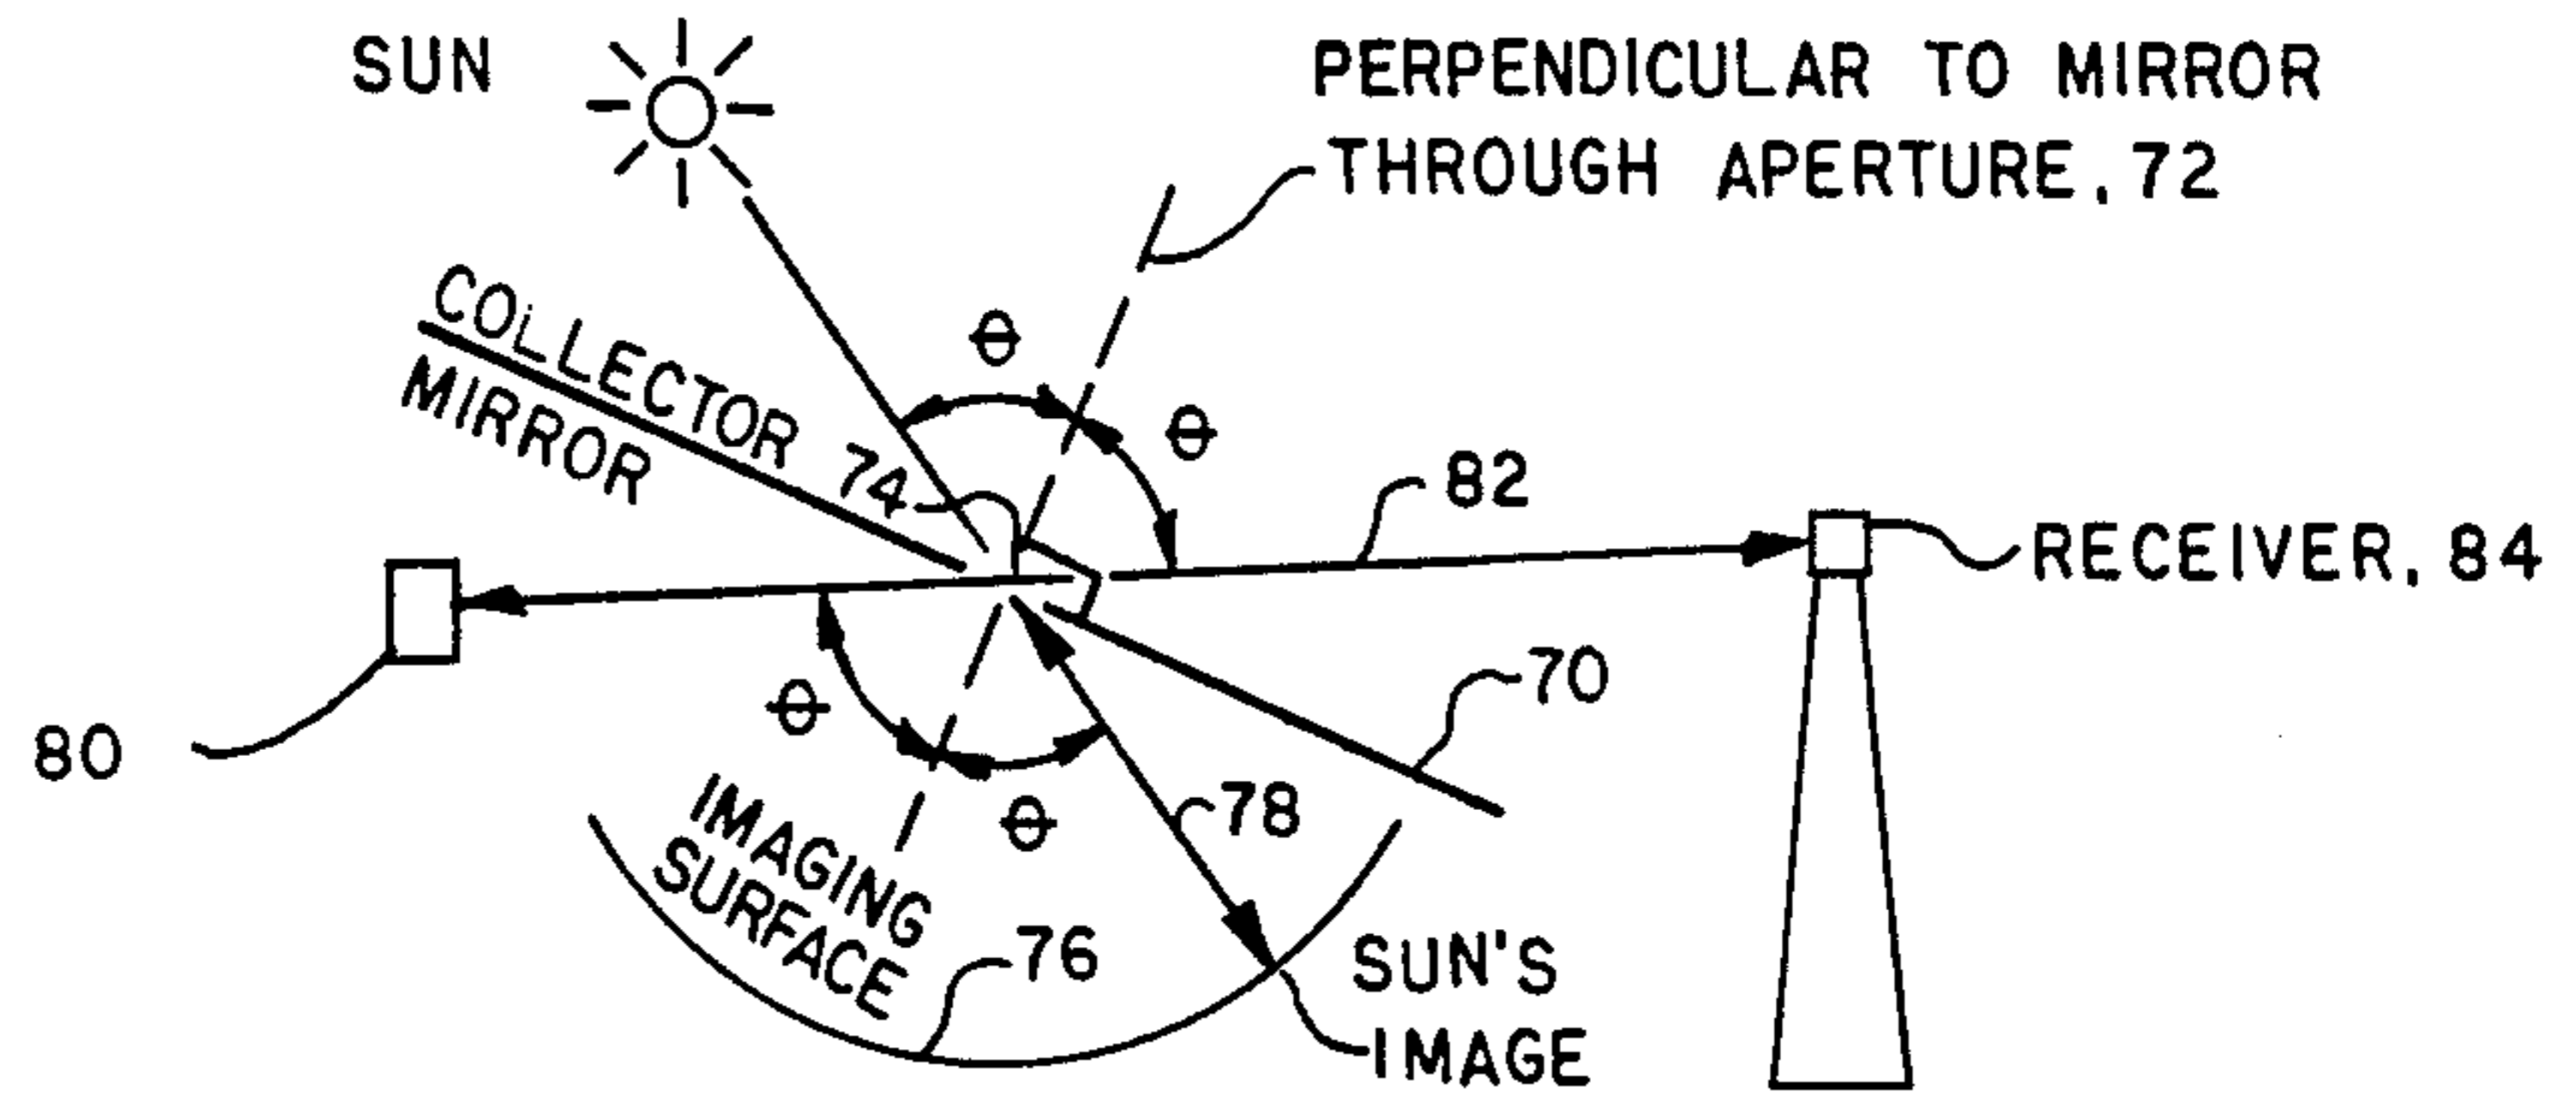 SUN
PERPENDICULAR TO MIRROR
THROUGH APERTURE, 72
COLLECTOR
MIRROR
74
θ
θ
82
RECEIVER, 84
80
70
θ
θ
78
IMAGING
SURFACE
76
SUN'S
IMAGE